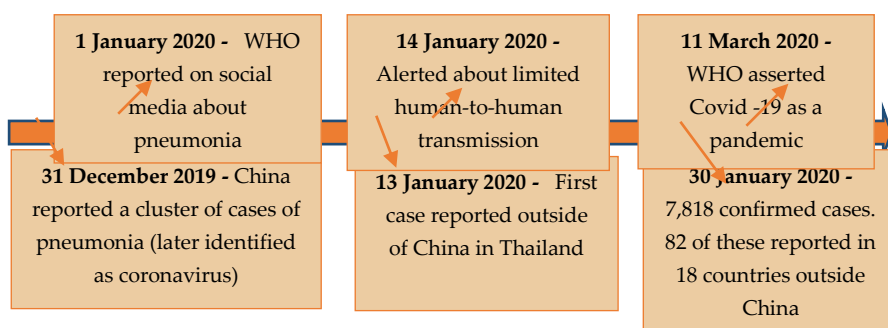 1 January 2020 - WHO
reported on social
media about
pneumonia
31 December 2019 - China
reported a cluster of cases of
pneumonia (later identified
as coronavirus)
14 January 2020 -
Alerted about limited
human-to-human
transmission
13 January 2020 - First
case reported outside
of China in Thailand
11 March 2020 -
WHO asserted
Covid -19 as a
pandemic
30 January 2020 -
7,818 confirmed cases.
82 of these reported in
18 countries outside
China